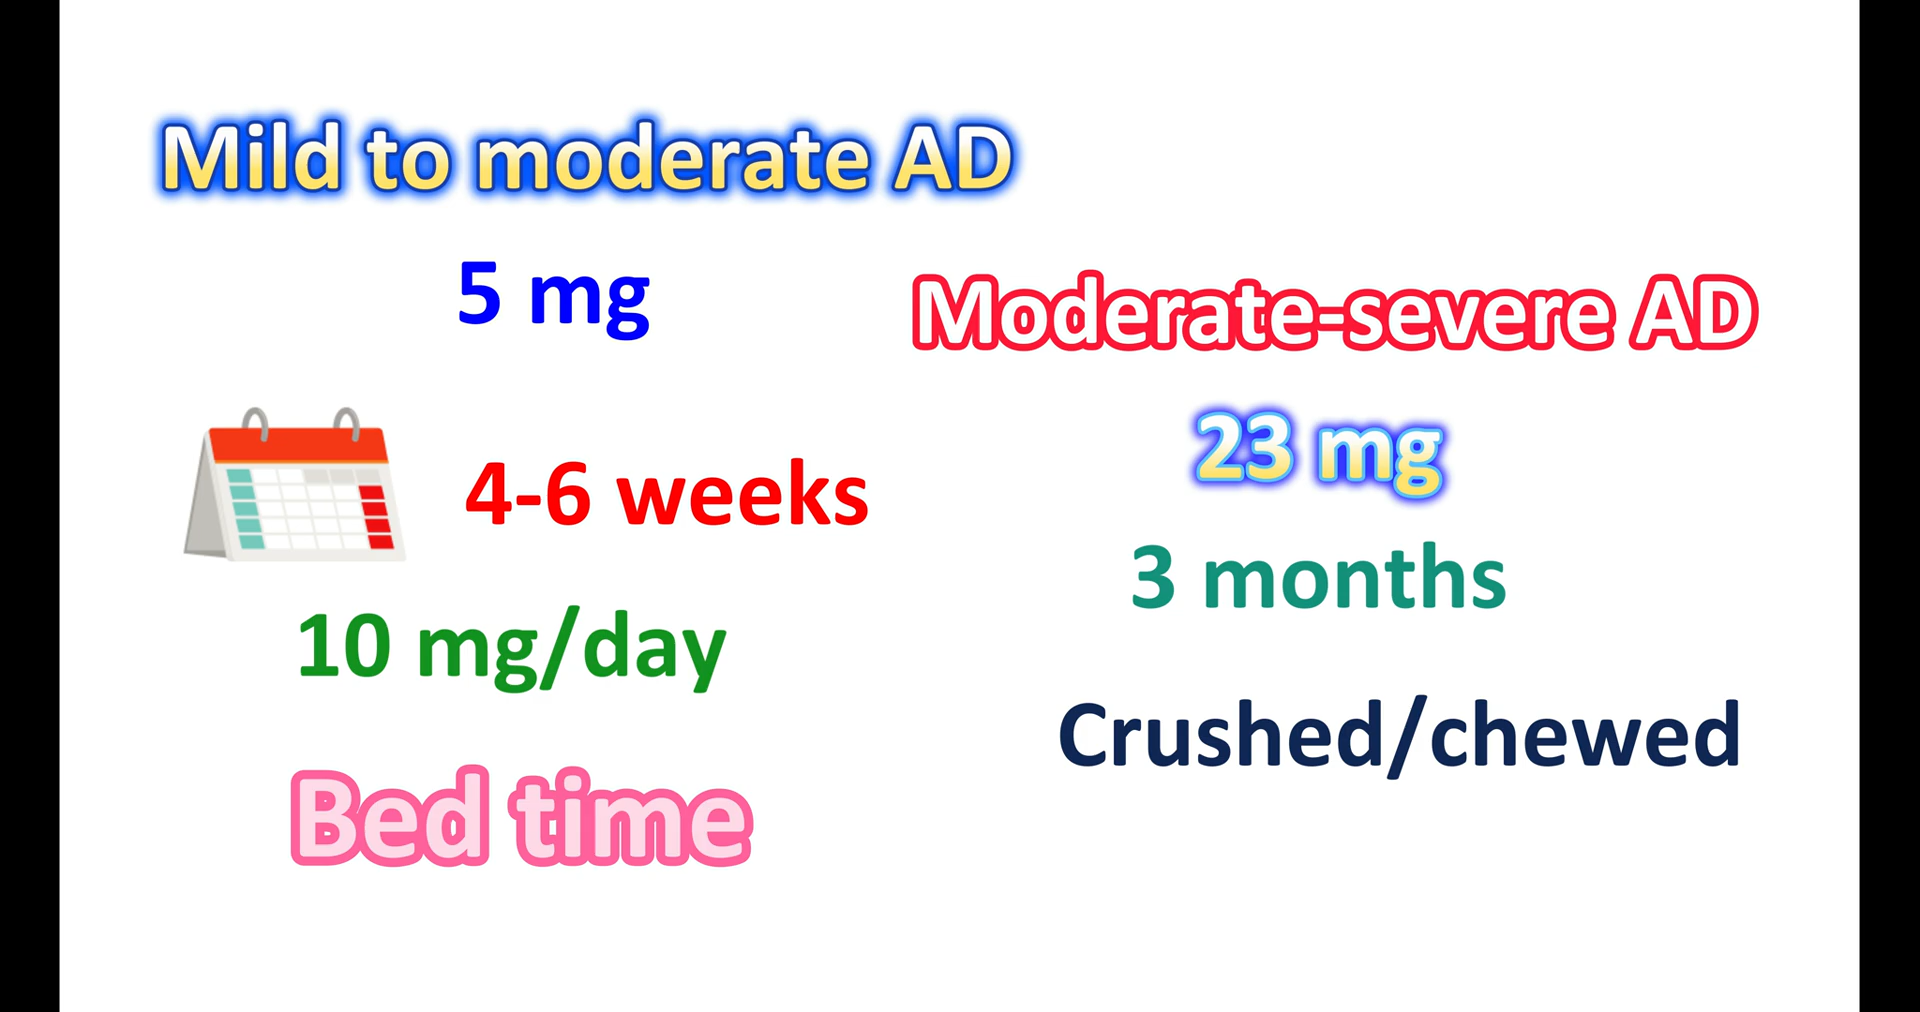 Mild to moderate AD
5 mg
4-6 weeks
10 mg/day
Bed time
Moderate-severe AD
23 mg
3 months
Crushed/chewed